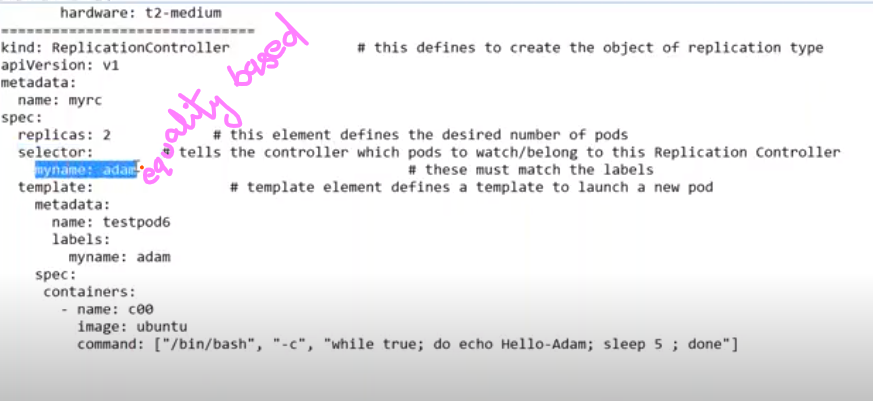 hardware: t2-medium
==============================
kind: ReplicationController # this defines to create the object of replication type
apiVersion: v1
metadata:
name: myrc
spec:
replicas: 2 # this element defines the desired number of pods
selector: # tells the controller which pods to watch/belong to this Replication Controller
myname: adam # these must match the labels
equality based
template: # template element defines a template to launch a new pod
metadata:
name: testpod6
labels:
myname: adam
spec:
containers:
- name: c00
image: ubuntu
command: ["/bin/bash", "-c", "while true; do echo Hello-Adam; sleep 5 ; done"]